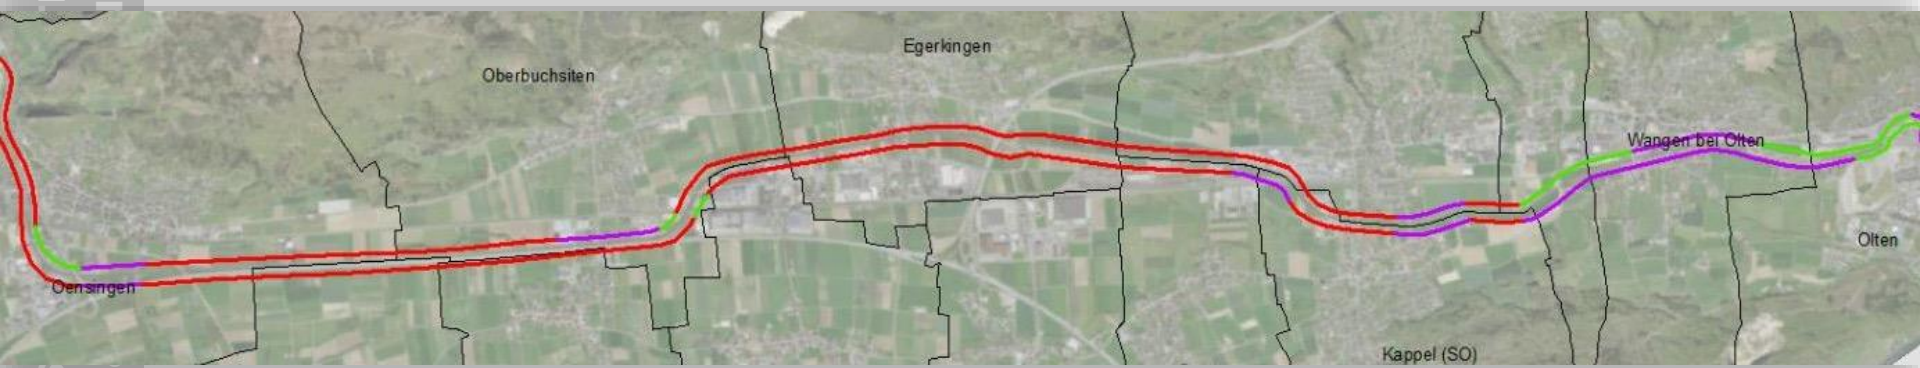 Egerkingen
Oberbuchsiten
Wangen bei Olten
Olten
Oensingen
Kappel (SO)